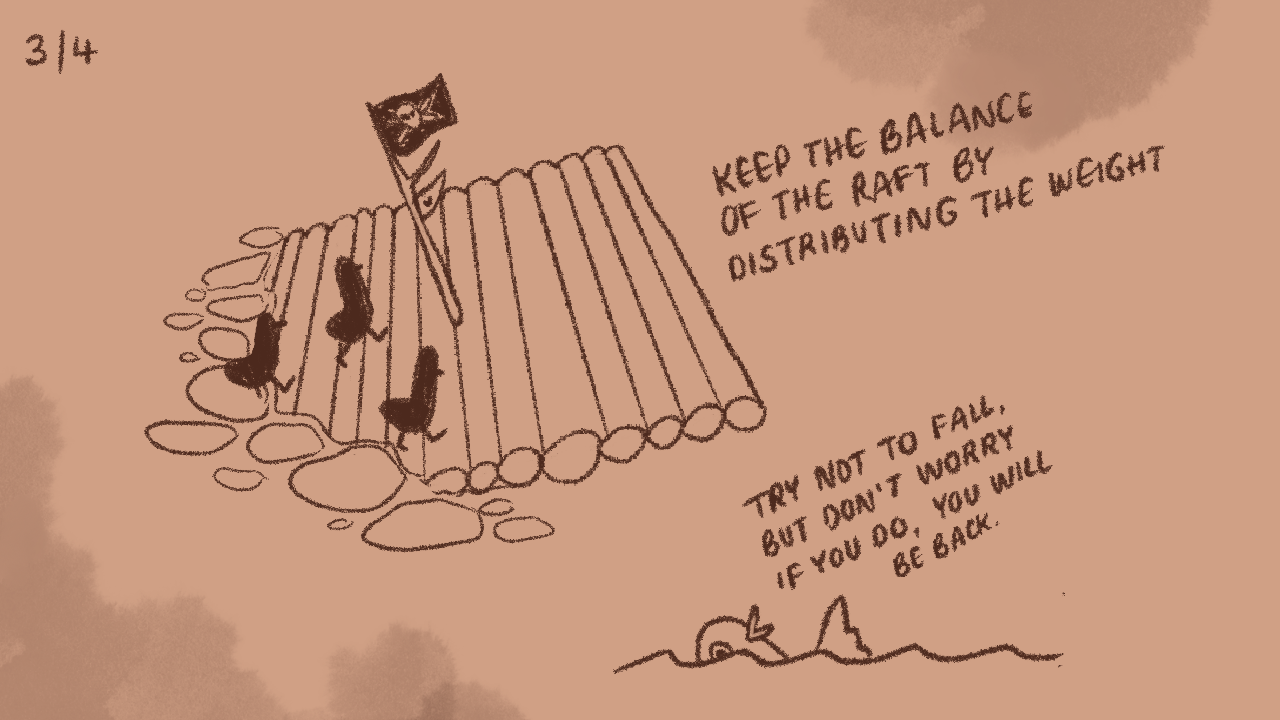 3/4
KEEP THE BALANCE
OF THE RAFT BY
DISTRIBUTING THE WEIGHT
TRY NOT TO FALL,
BUT DON'T WORRY
IF YOU DO, YOU WILL
BE BACK.